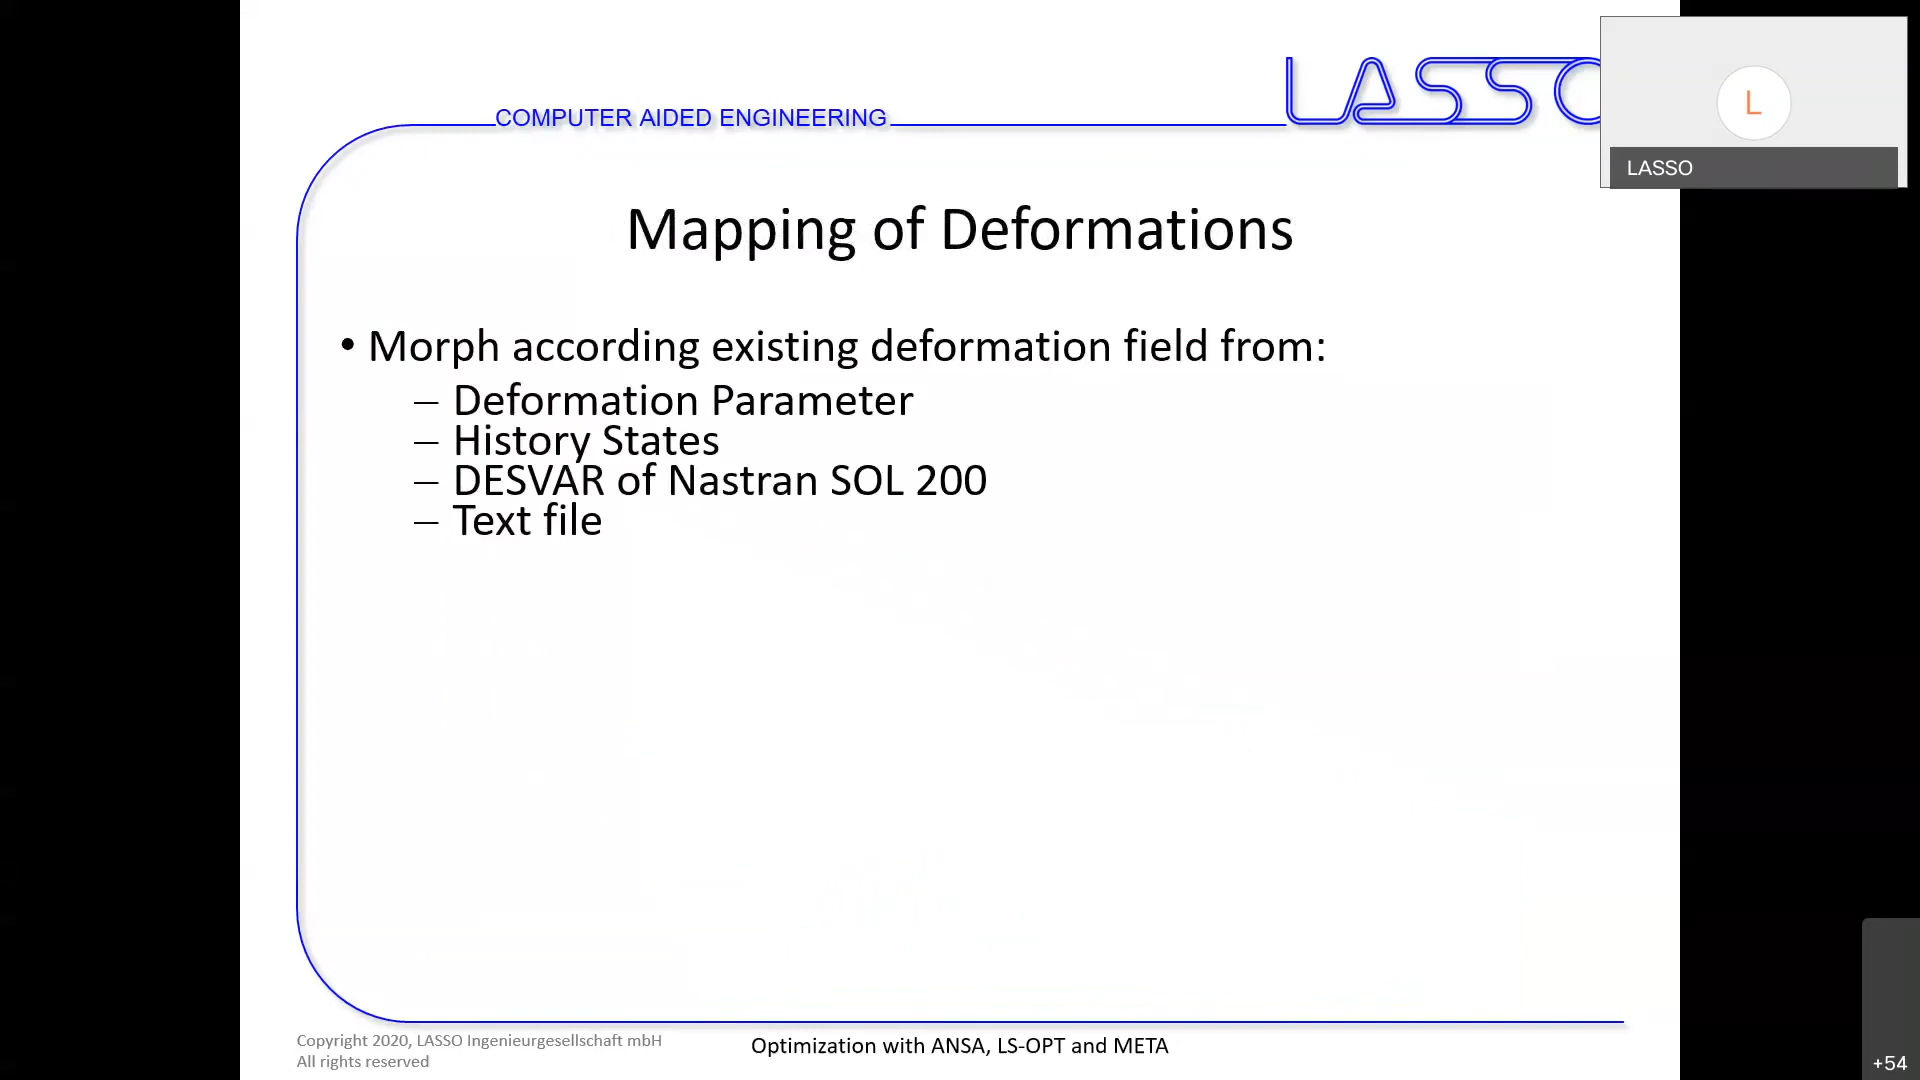 COMPUTER AIDED ENGINEERING
LASSO
L
LASSO
Mapping of Deformations
• Morph according existing deformation field from:
– Deformation Parameter
– History States
– DESVAR of Nastran SOL 200
– Text file
Copyright 2020, LASSO Ingenieurgesellschaft mbH
All rights reserved
Optimization with ANSA, LS-OPT and META
+54